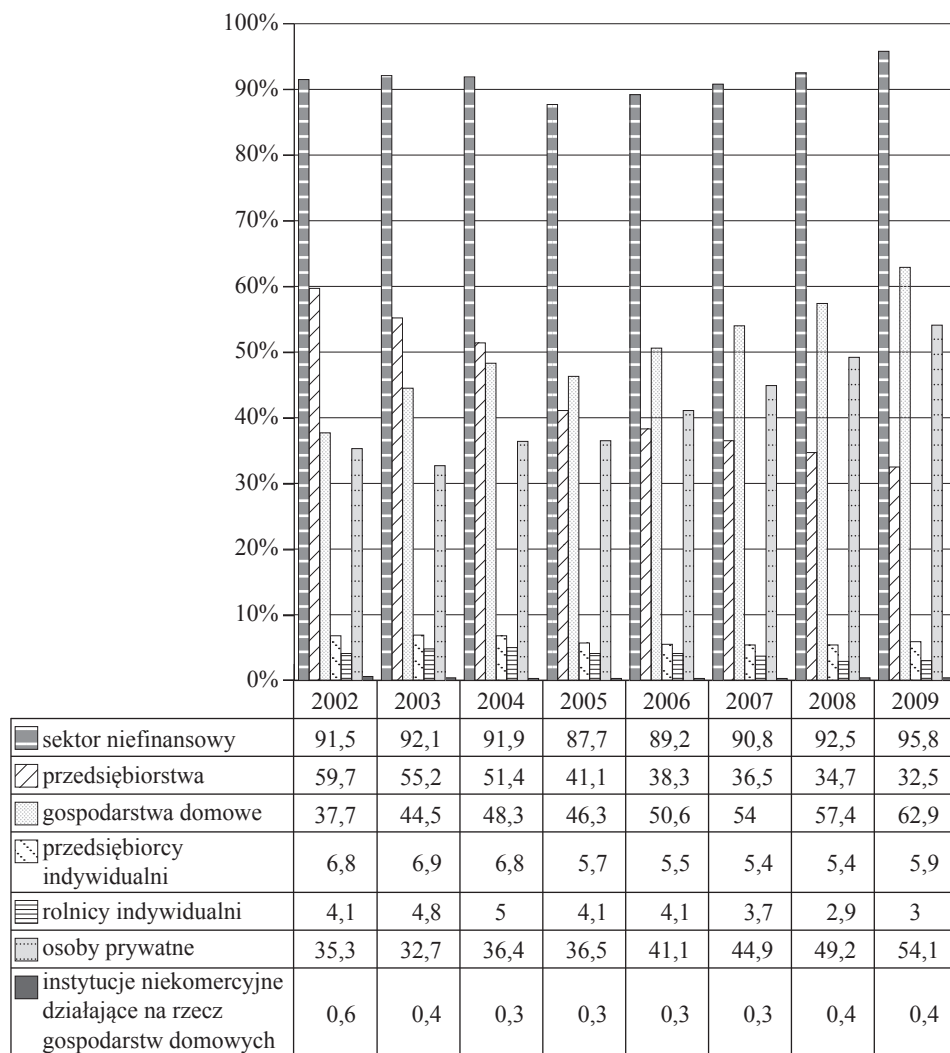 100%
90%
80%
70%
60%
50%
40%
30%
20%
10%
0%
2002 2003 2004 2005 2006 2007 2008 2009
sektor niefinansowy 91,5 92,1 91,9 87,7 89,2 90,8 92,5 95,8
przedsiębiorstwa 59,7 55,2 51,4 41,1 38,3 36,5 34,7 32,5
gospodarstwa domowe 37,7 44,5 48,3 46,3 50,6 54 57,4 62,9
przedsiębiorcy
indywidualni 6,8 6,9 6,8 5,7 5,5 5,4 5,4 5,9
rolnicy indywidualni 4,1 4,8 5 4,1 4,1 3,7 2,9 3
osoby prywatne 35,3 32,7 36,4 36,5 41,1 44,9 49,2 54,1
instytucje niekomercyjne
działające na rzecz 0,6 0,4 0,3 0,3 0,3 0,3 0,4 0,4
gospodarstw domowych